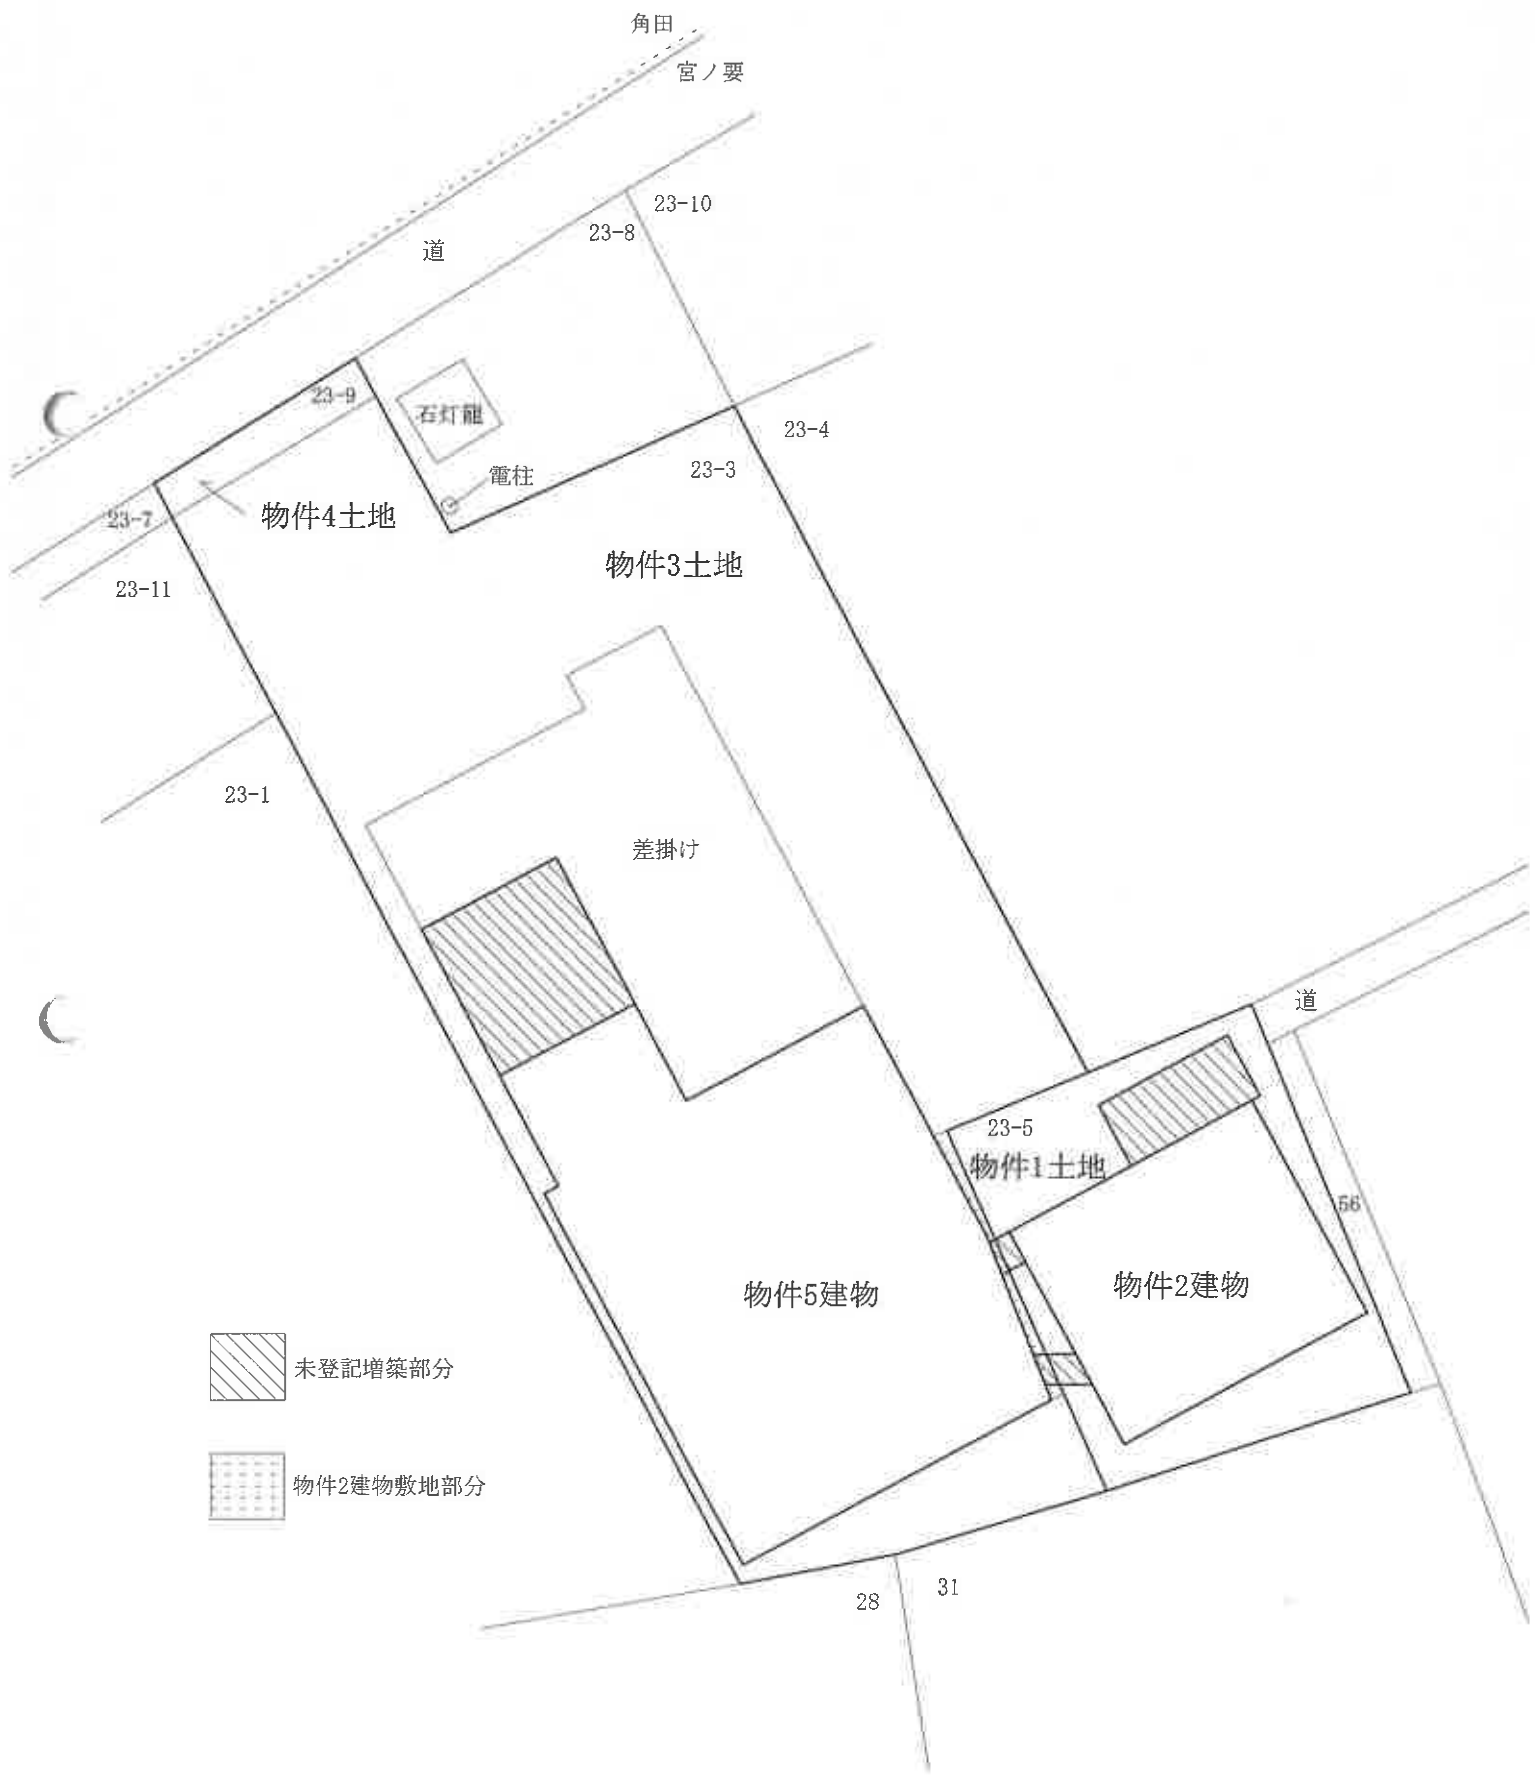 角田
宮ノ要
23-10
23-8
道
23-9
石灯籠
23-4
23-3
電柱
物件4土地
23-7
物件3土地
23-11
23-1
差掛け
道
23-5
物件1土地
56
物件2建物
物件5建物
未登記増築部分
物件2建物敷地部分
31
28